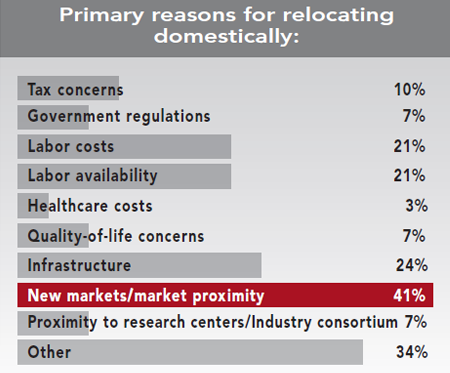 Primary reasons for relocating
domestically:
Tax concerns 10%
Government regulations 7%
Labor costs 21%
Labor availability 21%
Healthcare costs 3%
Quality-of-life concerns 7%
Infrastructure 24%
New markets/market proximity 41%
Proximity to research centers/Industry consortium 7%
Other 34%